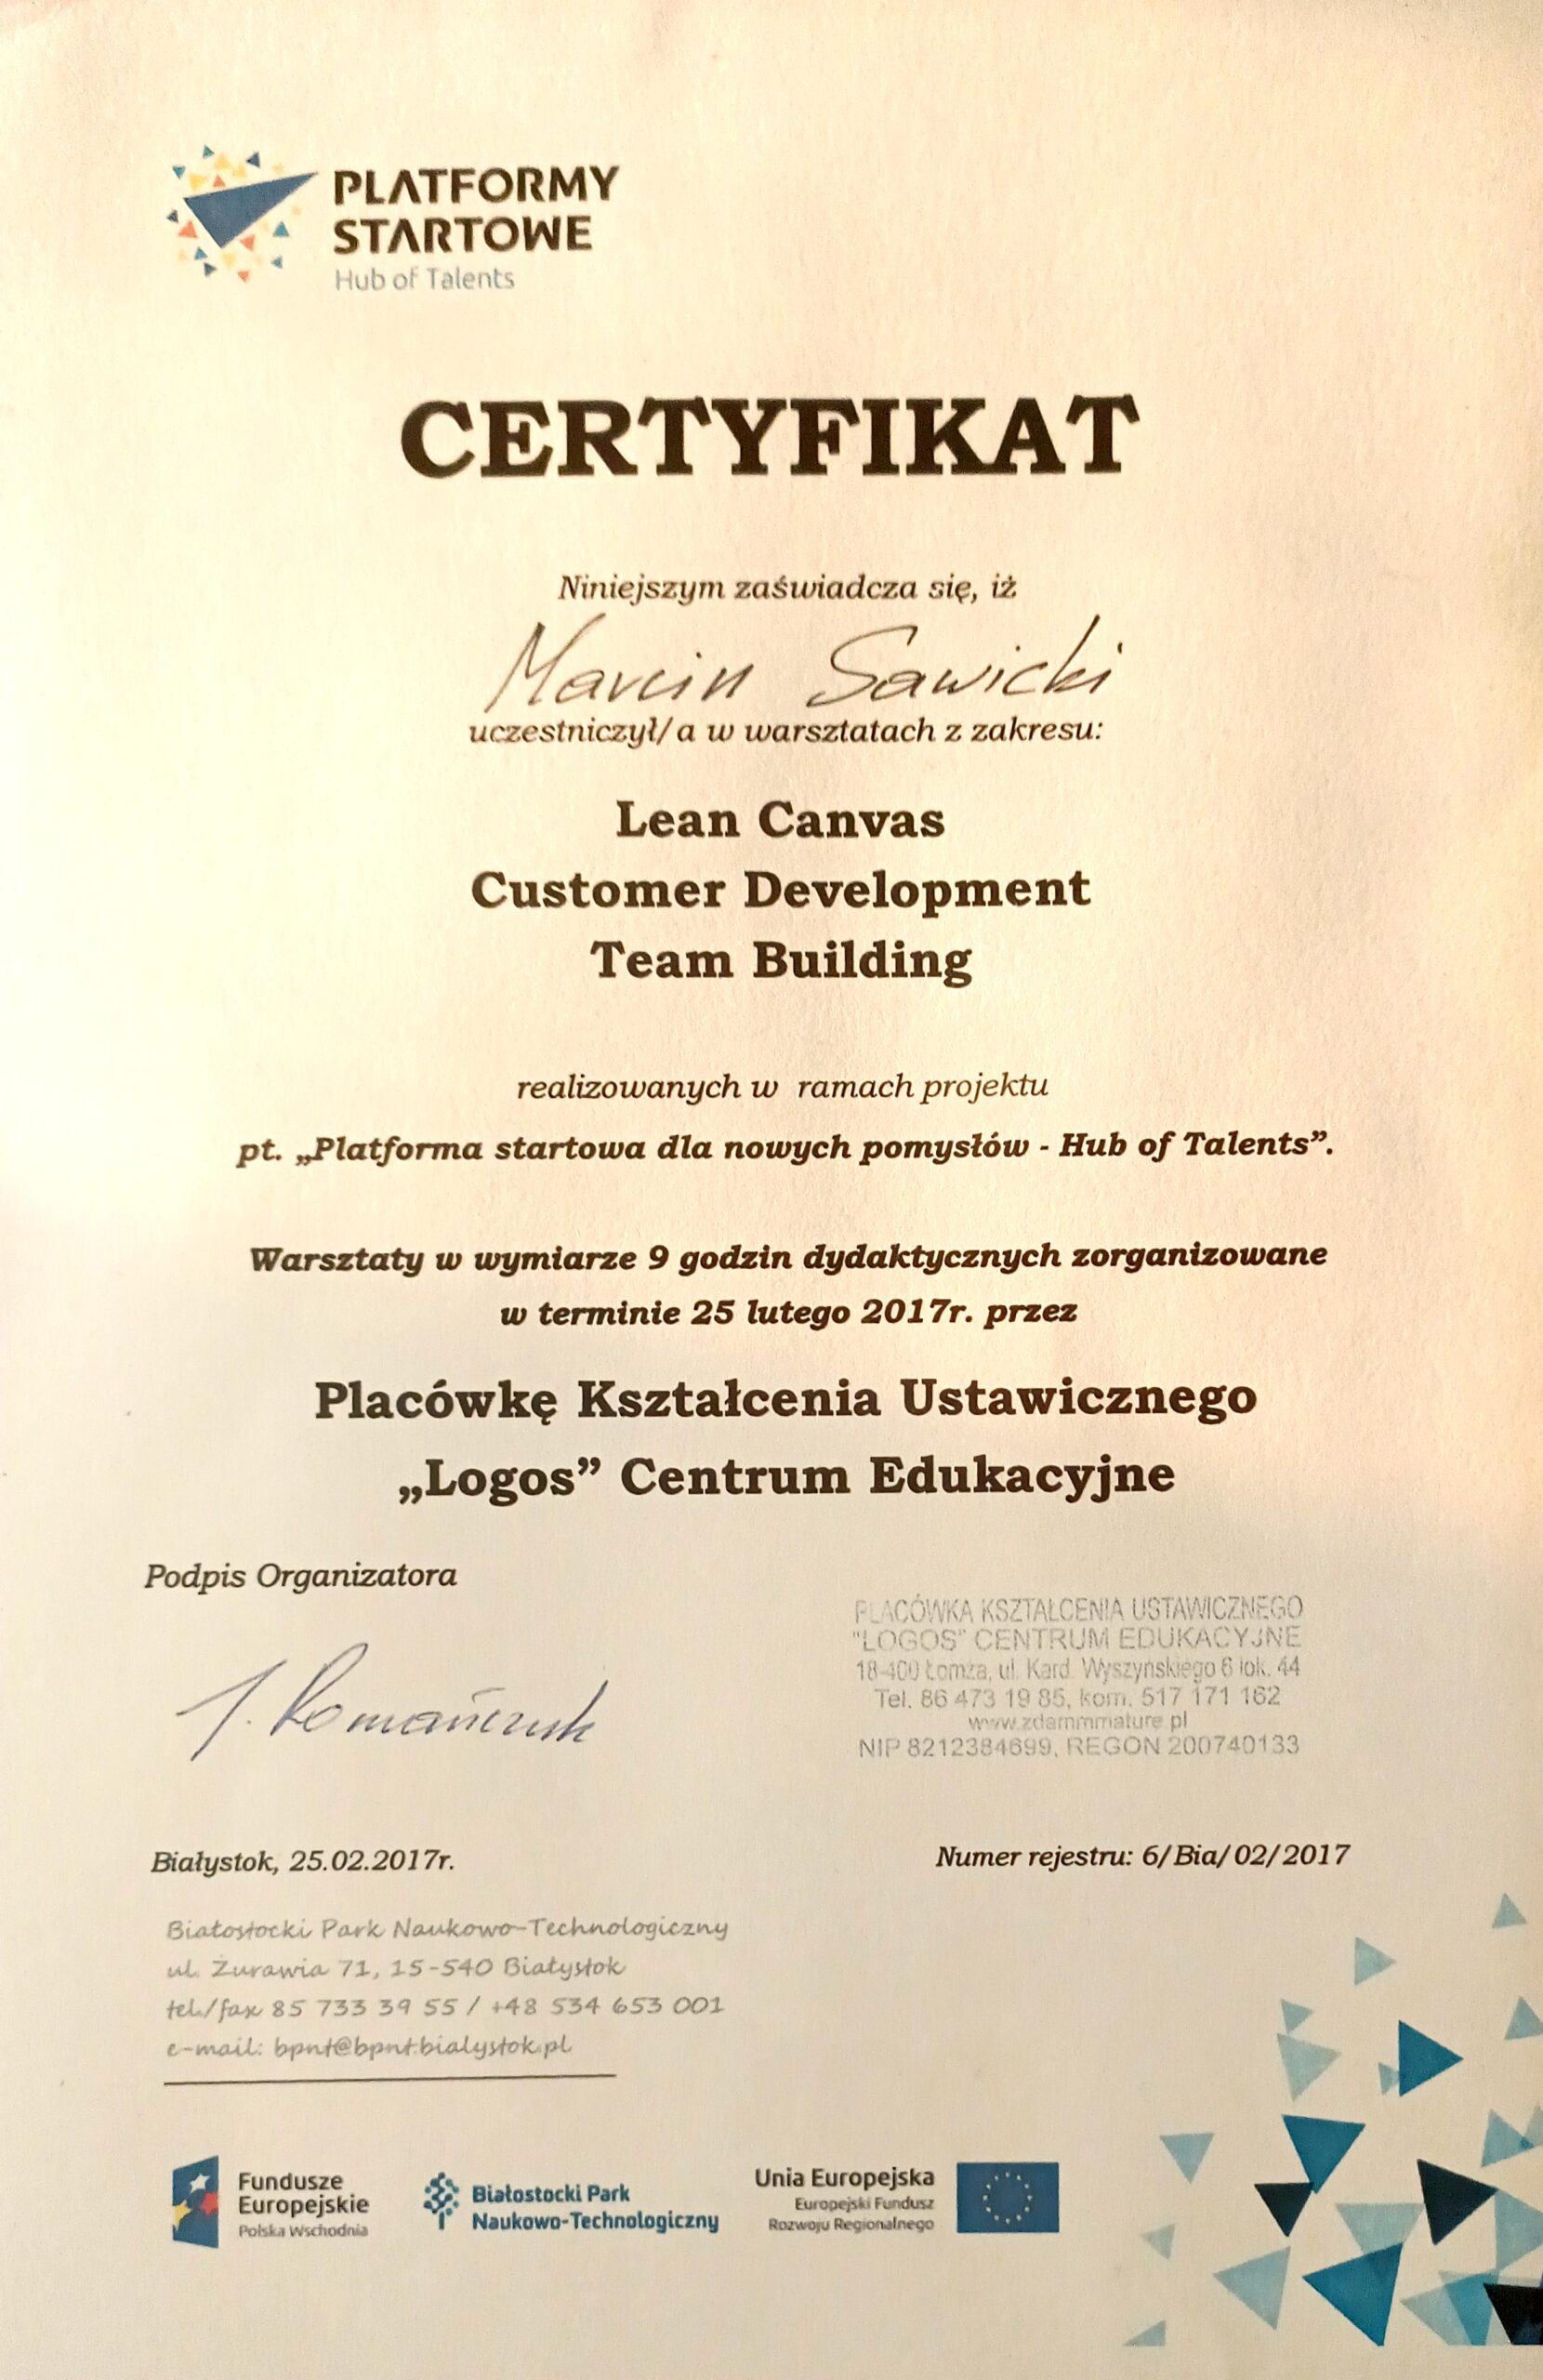 PLATFORMY
STARTOWE
Hub of Talents
CERTYFIKAT
Niniejszym zaświadcza się, iż
Marcin Sawicki
uczestniczył/a w warsztatach z zakresu:
Lean Canvas
Customer Development
Team Building
realizowanych w ramach projektu
pt. „Platforma startowa dla nowych pomysłów - Hub of Talents”.
Warsztaty w wymiarze 9 godzin dydaktycznych zorganizowane
w terminie 25 lutego 2017r. przez
Placówkę Kształcenia Ustawicznego
„Logos” Centrum Edukacyjne
Podpis Organizatora
J. Romańczuk
PLACÓWKA KSZTAŁCENIA USTAWICZNEGO
"LOGOS" CENTRUM EDUKACYJNE
18-400 Łomża, ul. Kard. Wyszyńskiego 6 lok. 44
Tel. 86 473 19 85, kom. 517 171 162
www.zdammmature.pl
NIP 8212384699, REGON 200740133
Białystok, 25.02.2017r.
Numer rejestru: 6/Bia/02/2017
Białostocki Park Naukowo-Technologiczny
ul. Żurawia 71, 15-540 Białystok
tel./fax 85 733 39 55 / +48 534 653 001
e-mail: bpnt@bpnt.bialystok.pl
Fundusze
Europejskie
Polska Wschodnia
Białostocki Park
Naukowo-Technologiczny
Unia Europejska
Europejski Fundusz
Rozwoju Regionalnego